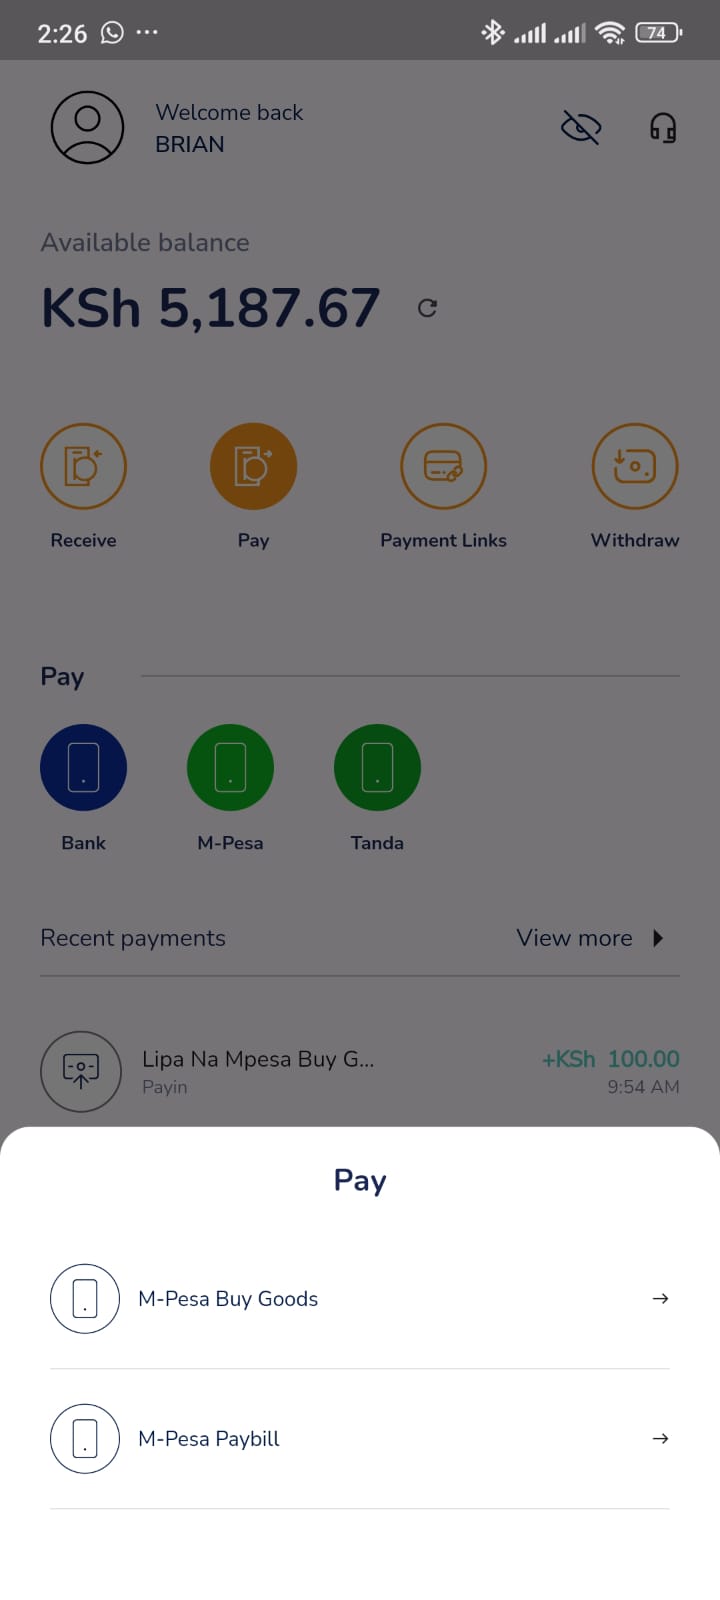 2:26 74
Welcome back
BRIAN
Available balance
KSh 5,187.67
Receive Pay Payment Links Withdraw
Pay
Bank M-Pesa Tanda
Recent payments View more
Lipa Na Mpesa Buy G... +KSh 100.00
Payin 9:54 AM
Pay
M-Pesa Buy Goods
M-Pesa Paybill